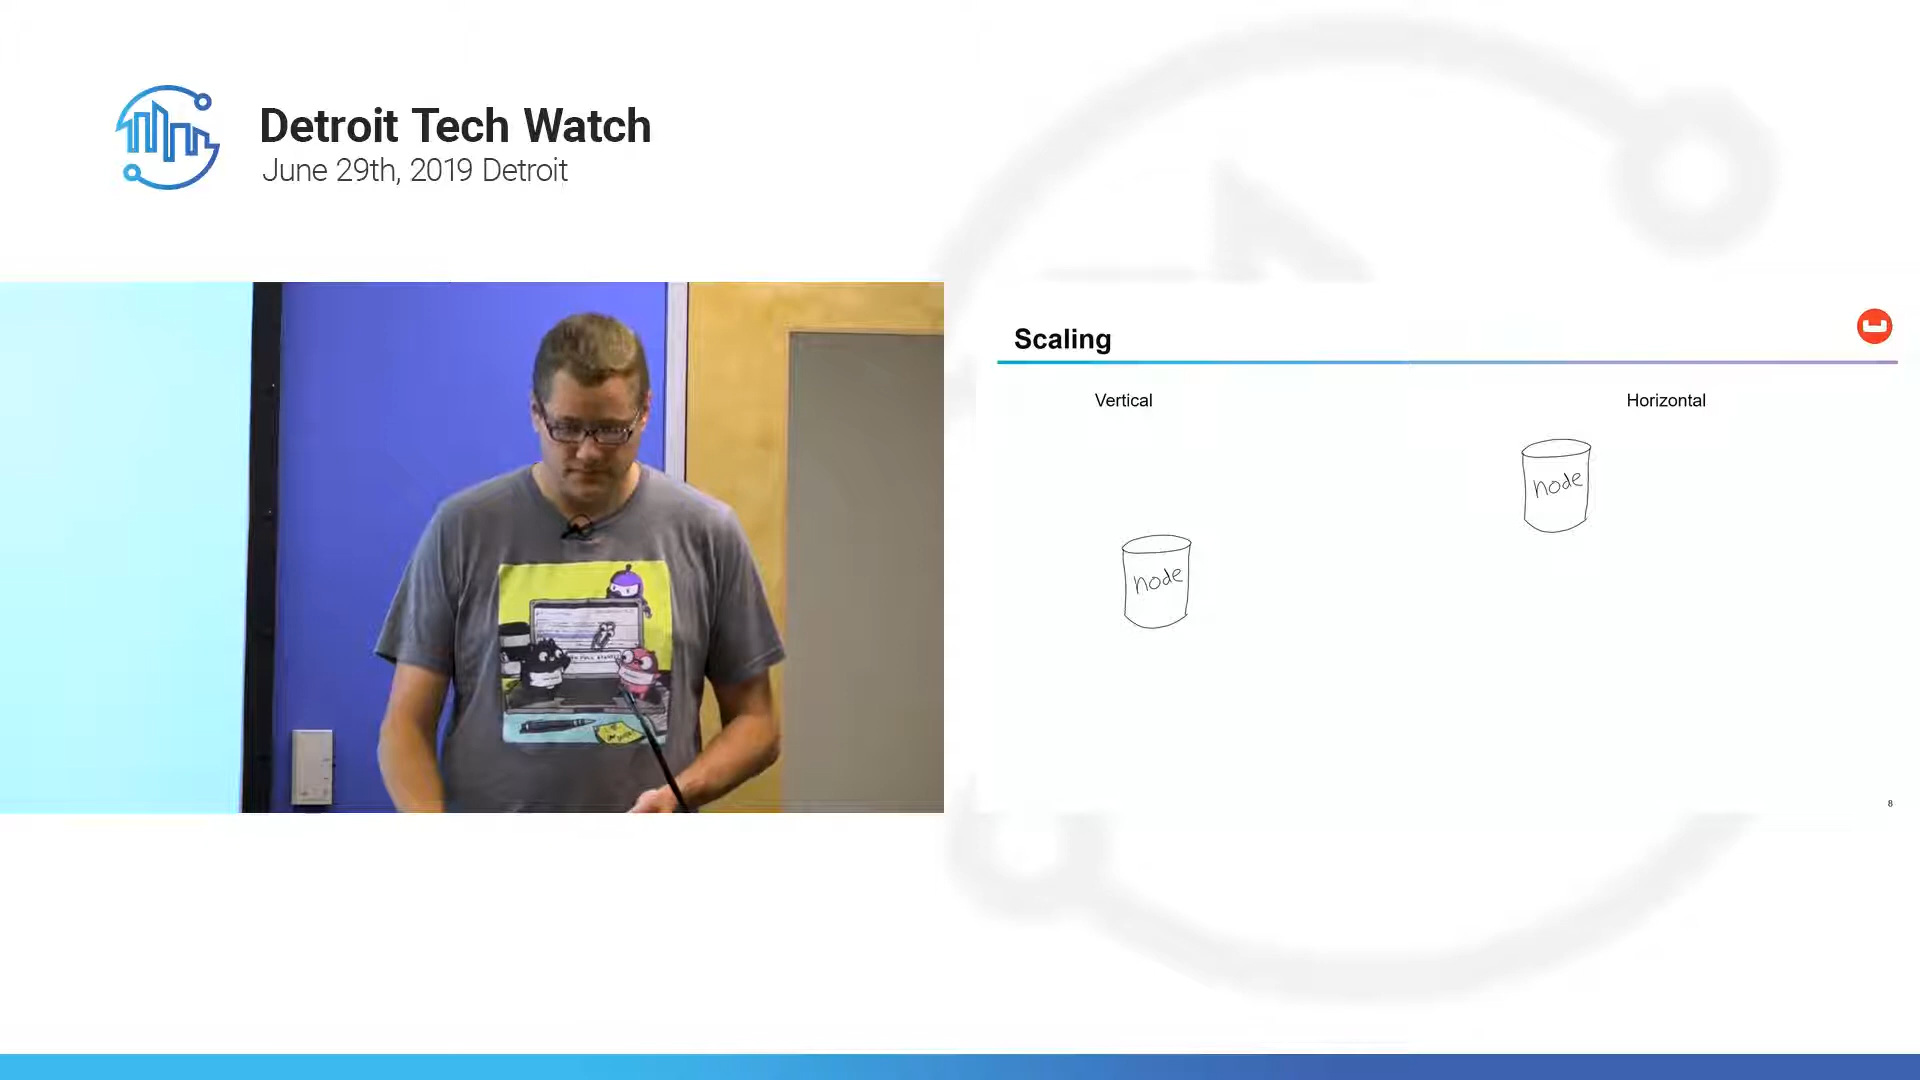 Detroit Tech Watch
June 29th, 2019 Detroit
Scaling
Vertical
Horizontal
node
node
8